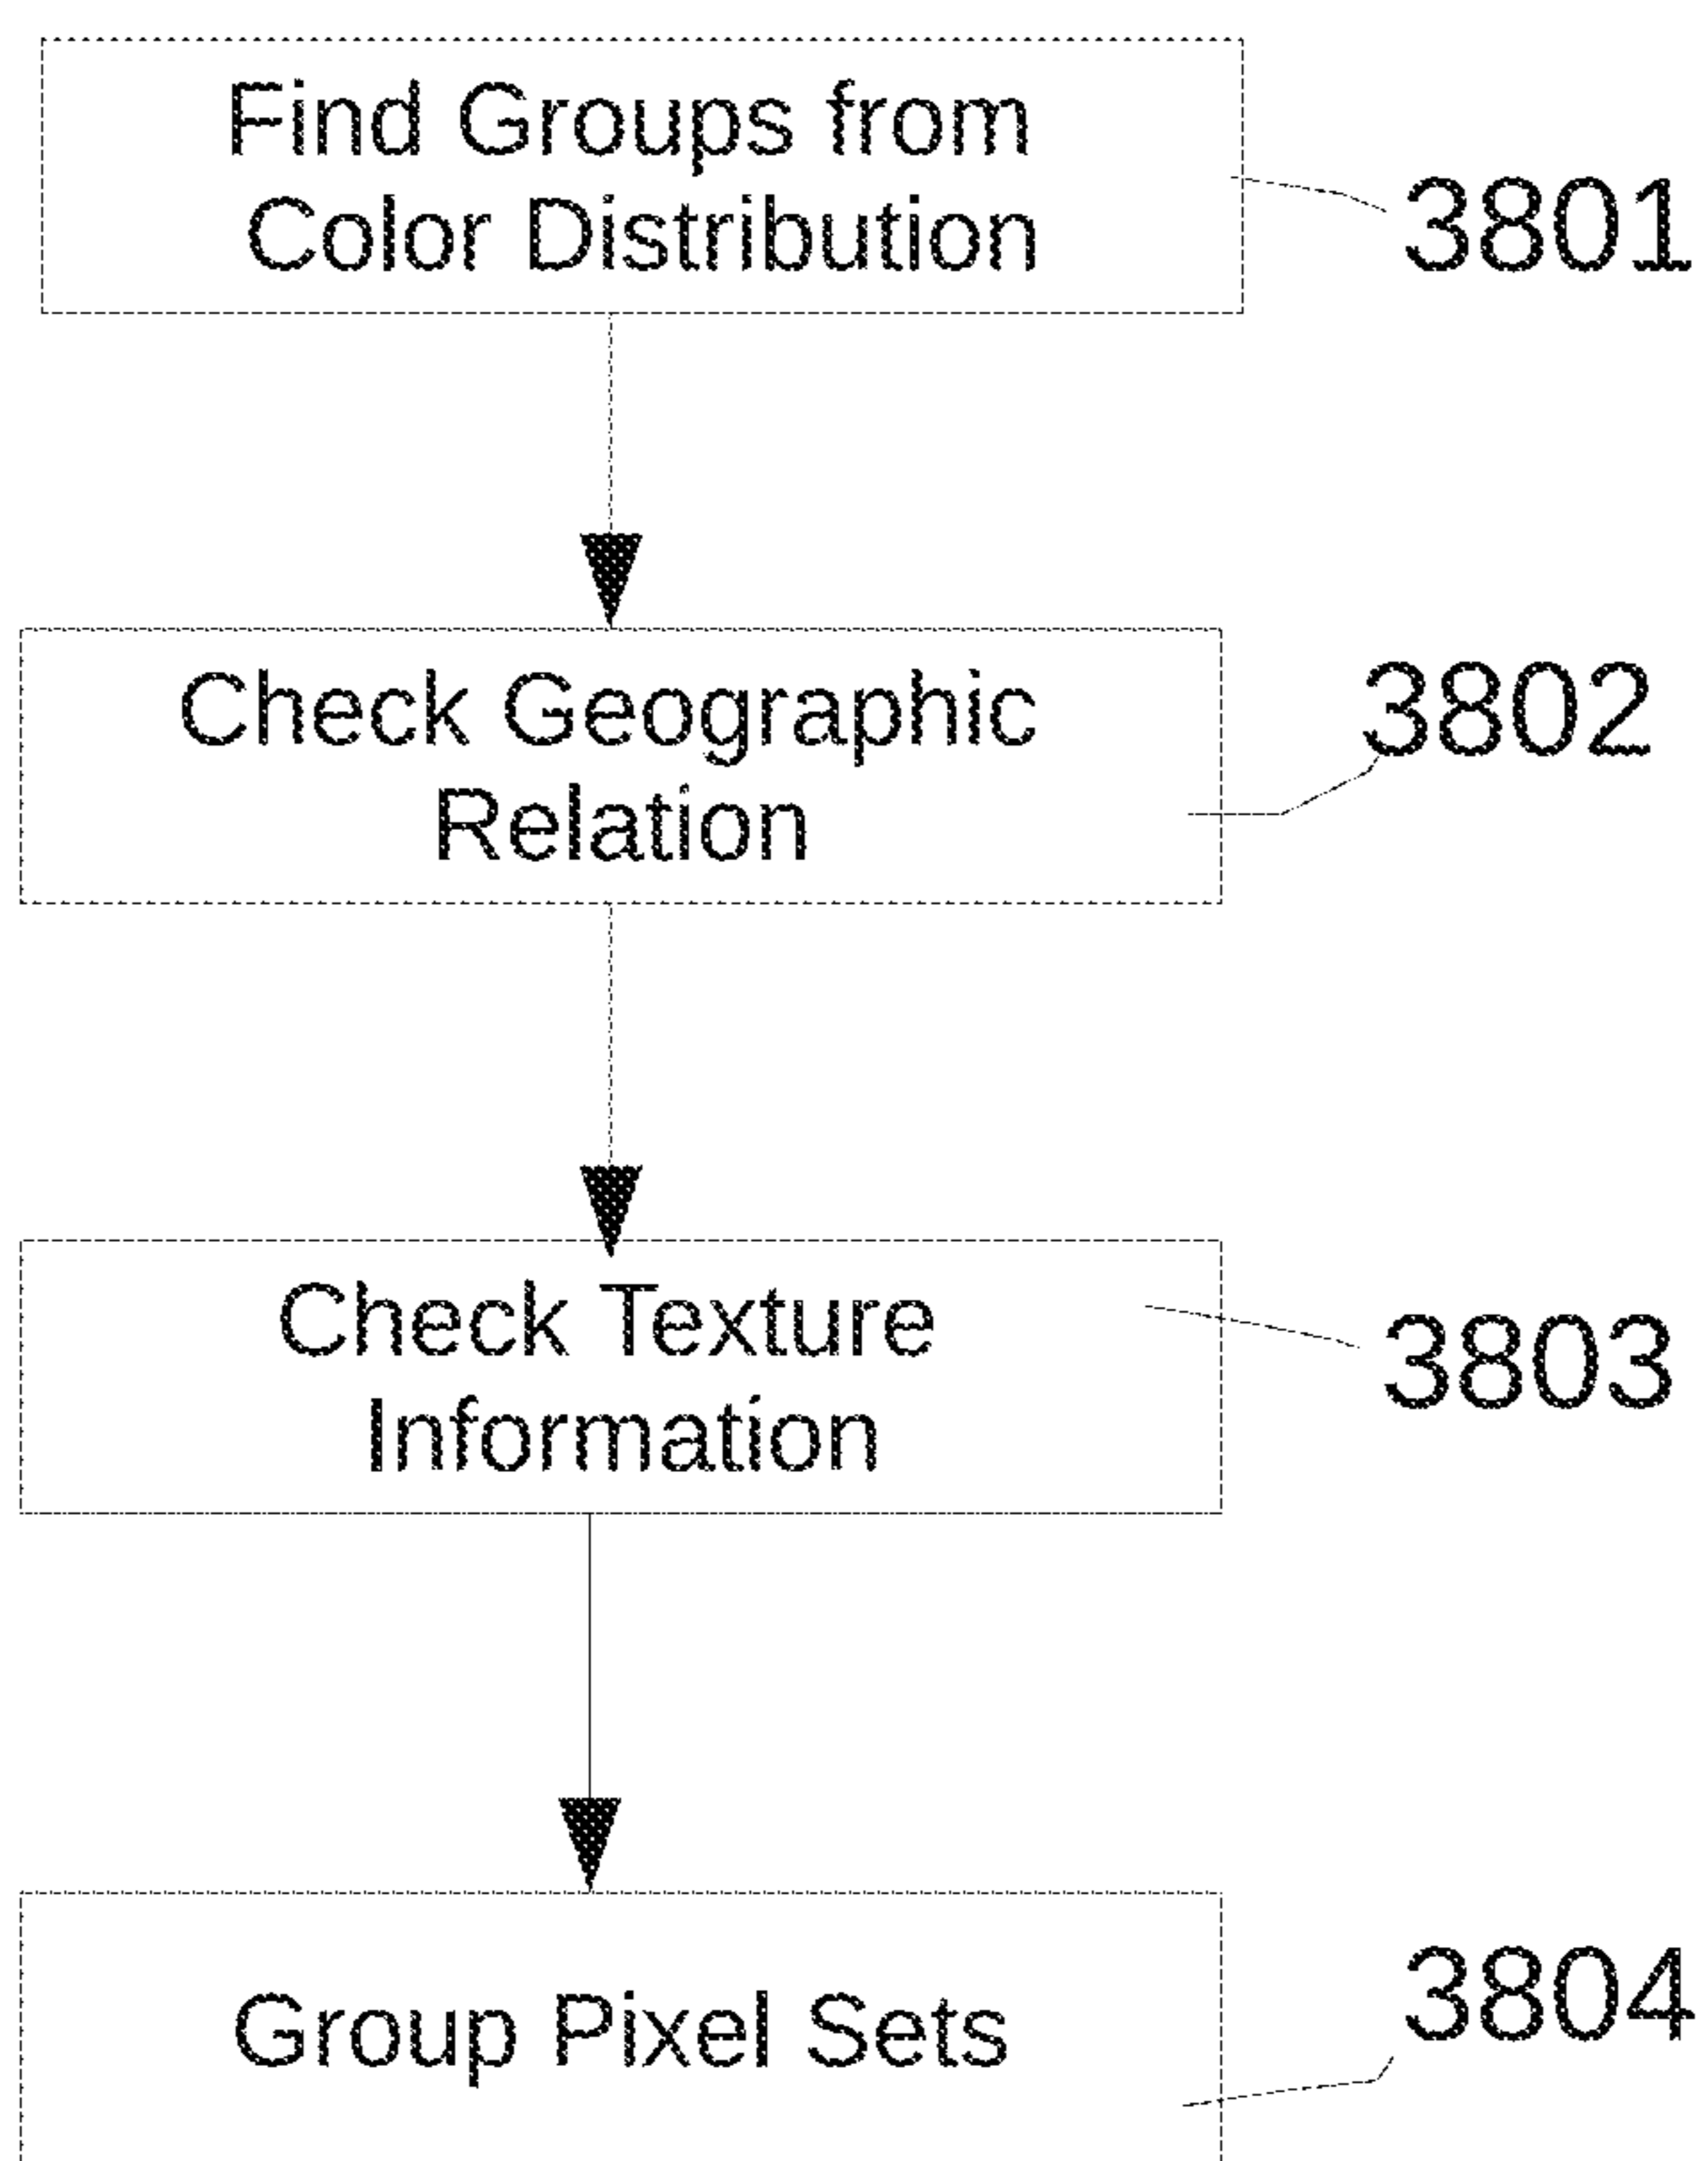 Find Groups from
Color Distribution
3801
Check Geographic
Relation
3802
Check Texture
Information
3803
Group Pixel Sets
3804